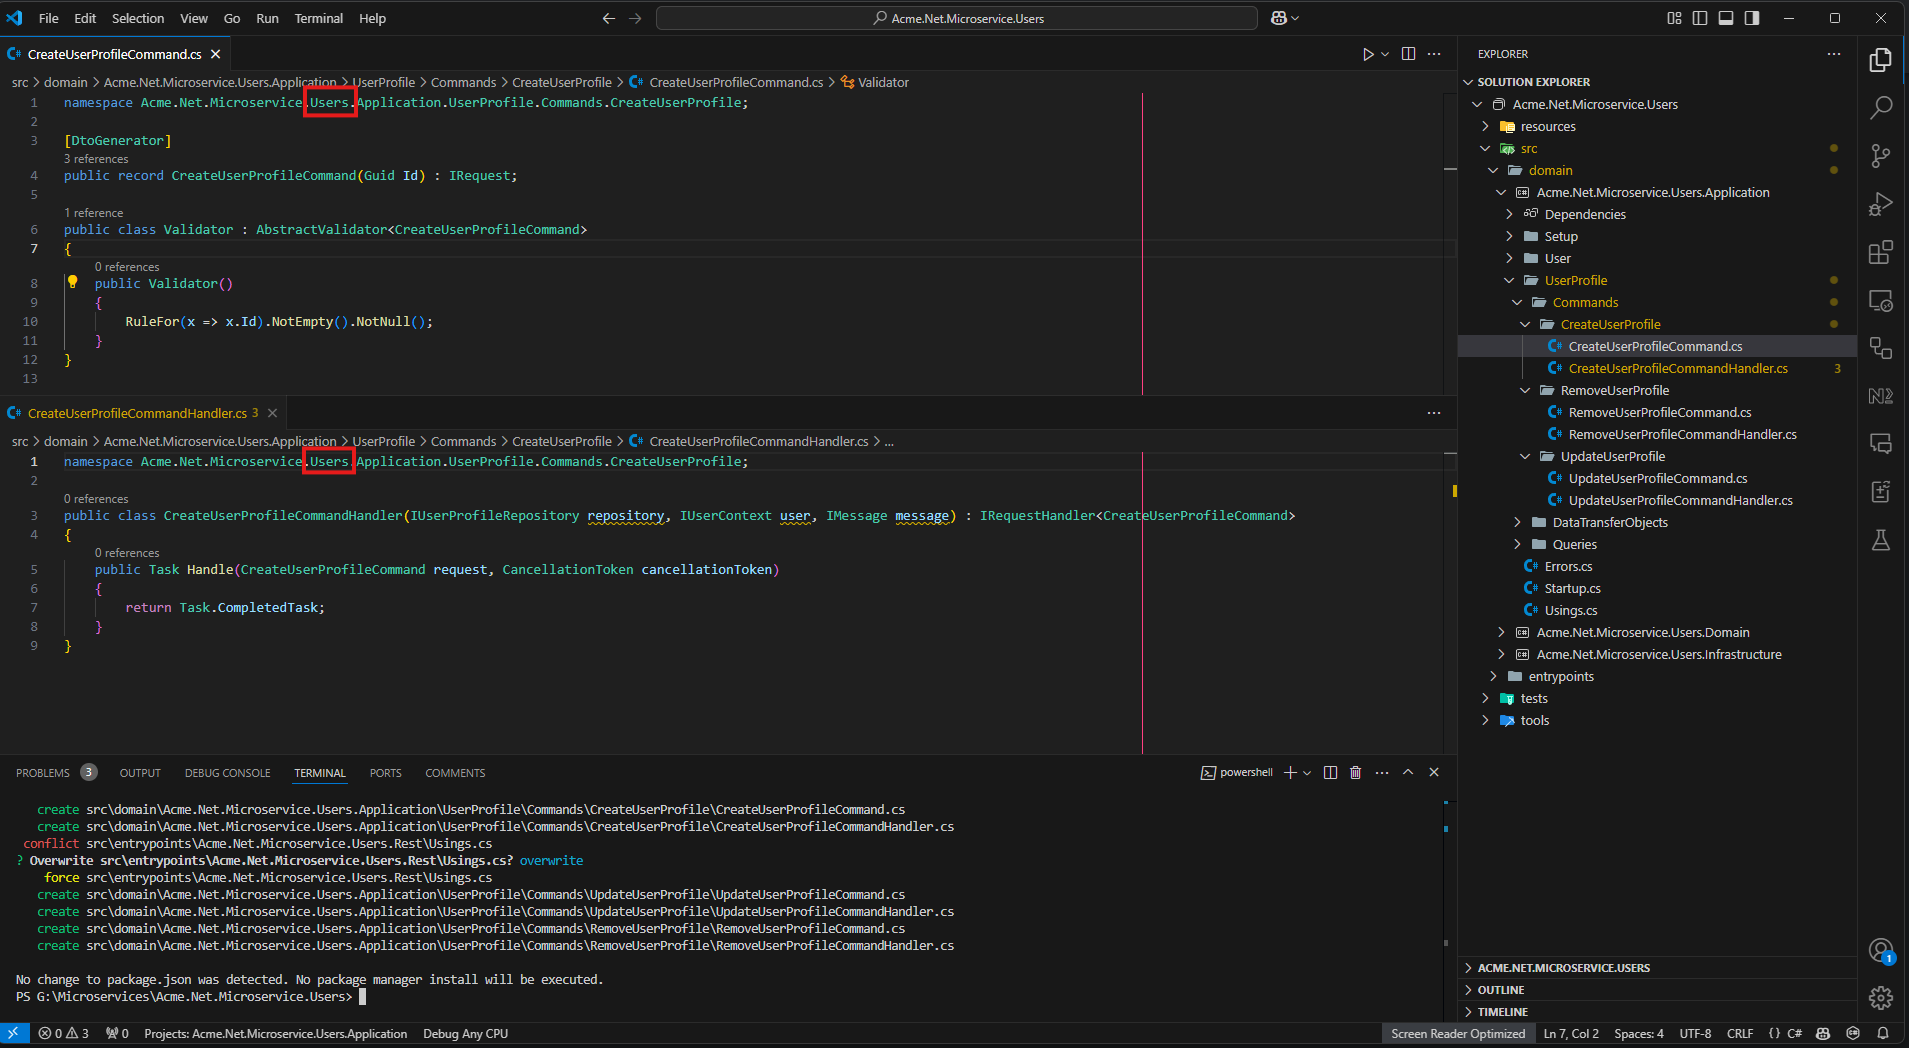 File Edit Selection View Go Run Terminal Help
Acme.Net.Microservice.Users
CreateUserProfileCommand.cs
src > domain > Acme.Net.Microservice.Users.Application > UserProfile > Commands > CreateUserProfile > CreateUserProfileCommand.cs > Validator
1 namespace Acme.Net.Microservice.Users.Application.UserProfile.Commands.CreateUserProfile;
2
3 [DtoGenerator]
3 references
4 public record CreateUserProfileCommand(Guid Id) : IRequest;
5
1 reference
6 public class Validator : AbstractValidator<CreateUserProfileCommand>
7 {
0 references
8 public Validator()
9 {
10 RuleFor(x => x.Id).NotEmpty().NotNull();
11 }
12 }
13
CreateUserProfileCommandHandler.cs 3
src > domain > Acme.Net.Microservice.Users.Application > UserProfile > Commands > CreateUserProfile > CreateUserProfileCommandHandler.cs > ...
1 namespace Acme.Net.Microservice.Users.Application.UserProfile.Commands.CreateUserProfile;
2
0 references
3 public class CreateUserProfileCommandHandler(IUserProfileRepository repository, IUserContext user, IMessage message) : IRequestHandler<CreateUserProfileCommand>
4 {
0 references
5 public Task Handle(CreateUserProfileCommand request, CancellationToken cancellationToken)
6 {
7 return Task.CompletedTask;
8 }
9 }
PROBLEMS 3 OUTPUT DEBUG CONSOLE TERMINAL PORTS COMMENTS
powershell
create src\domain\Acme.Net.Microservice.Users.Application\UserProfile\Commands\CreateUserProfile\CreateUserProfileCommand.cs
create src\domain\Acme.Net.Microservice.Users.Application\UserProfile\Commands\CreateUserProfile\CreateUserProfileCommandHandler.cs
conflict src\entrypoints\Acme.Net.Microservice.Users.Rest\Usings.cs
? Overwrite src\entrypoints\Acme.Net.Microservice.Users.Rest\Usings.cs? overwrite
force src\entrypoints\Acme.Net.Microservice.Users.Rest\Usings.cs
create src\domain\Acme.Net.Microservice.Users.Application\UserProfile\Commands\UpdateUserProfile\UpdateUserProfileCommand.cs
create src\domain\Acme.Net.Microservice.Users.Application\UserProfile\Commands\UpdateUserProfile\UpdateUserProfileCommandHandler.cs
create src\domain\Acme.Net.Microservice.Users.Application\UserProfile\Commands\RemoveUserProfile\RemoveUserProfileCommand.cs
create src\domain\Acme.Net.Microservice.Users.Application\UserProfile\Commands\RemoveUserProfile\RemoveUserProfileCommandHandler.cs
No change to package.json was detected. No package manager install will be executed.
PS G:\Microservices\Acme.Net.Microservice.Users>
EXPLORER
SOLUTION EXPLORER
Acme.Net.Microservice.Users
resources
src
domain
Acme.Net.Microservice.Users.Application
Dependencies
Setup
User
UserProfile
Commands
CreateUserProfile
CreateUserProfileCommand.cs
CreateUserProfileCommandHandler.cs 3
RemoveUserProfile
RemoveUserProfileCommand.cs
RemoveUserProfileCommandHandler.cs
UpdateUserProfile
UpdateUserProfileCommand.cs
UpdateUserProfileCommandHandler.cs
DataTransferObjects
Queries
Errors.cs
Startup.cs
Usings.cs
Acme.Net.Microservice.Users.Domain
Acme.Net.Microservice.Users.Infrastructure
entrypoints
tests
tools
ACME.NET.MICROSERVICE.USERS
OUTLINE
TIMELINE
1
0 3 0 Projects: Acme.Net.Microservice.Users.Application Debug Any CPU
Screen Reader Optimized Ln 7, Col 2 Spaces: 4 UTF-8 CRLF {} C#